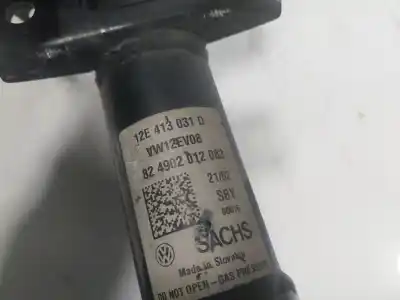 12E 413 031 D
VW12EV08
82 4902 012 082
21/02
SBY
SACHS
Made in Slovakia
DO NOT OPEN - GAS PRESSURE